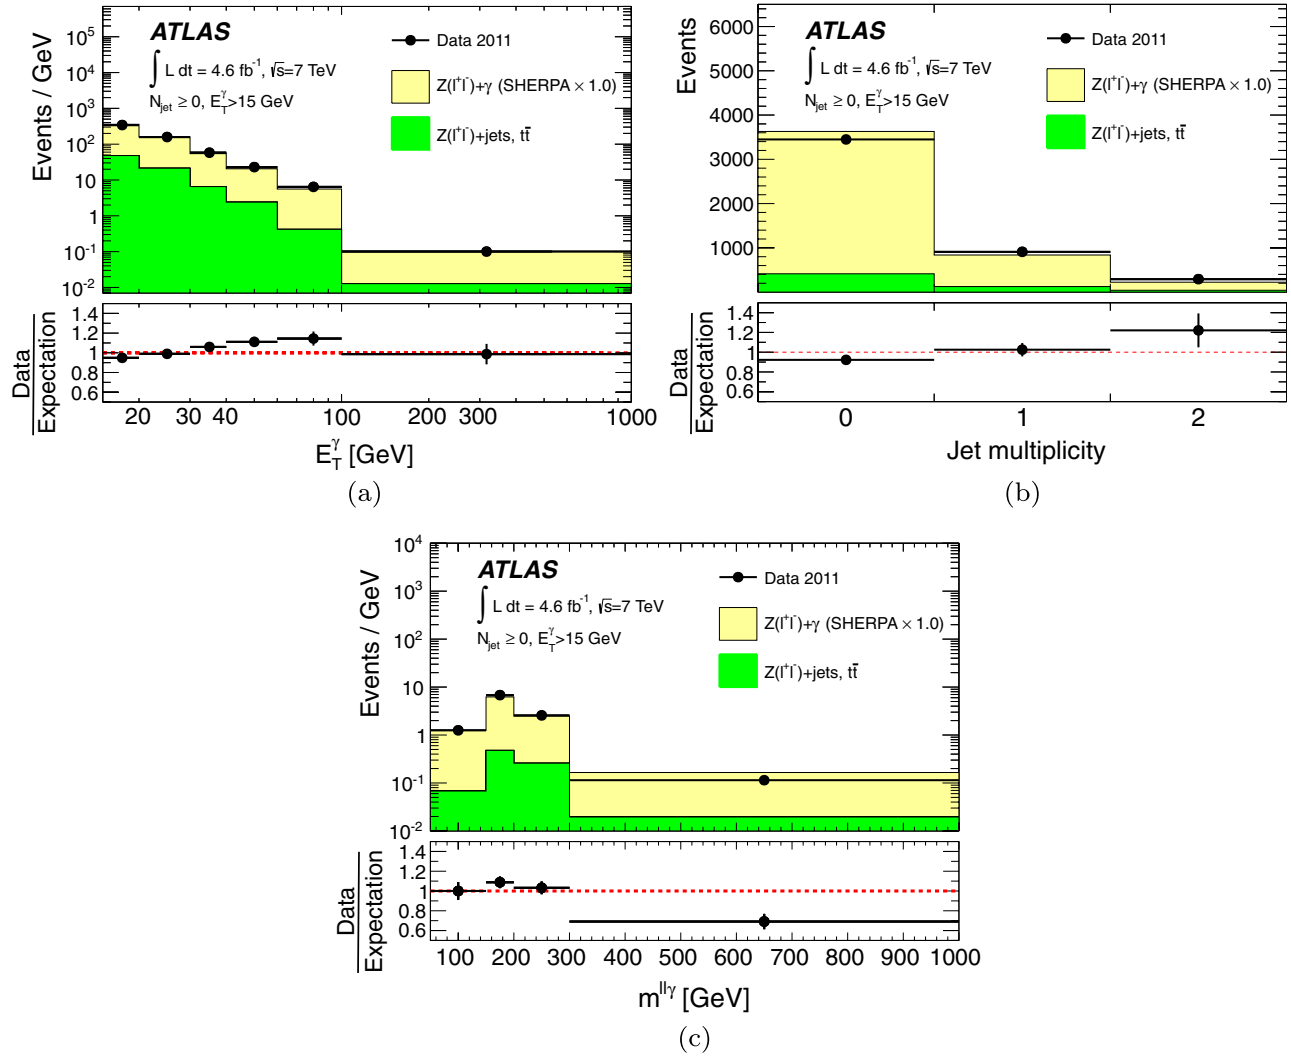 ATLAS
∫ L dt = 4.6 fb⁻¹, √s=7 TeV
N_jet ≥ 0, E_T^γ>15 GeV
Data 2011
Z(l⁺l⁻)+γ (SHERPA × 1.0)
Z(l⁺l⁻)+jets, tt̄
Events / GeV
10⁵
10⁴
10³
10²
10
1
10⁻¹
10⁻²
Data
Expectation
1.4
1.2
1
0.8
0.6
20 30 40 100 200 300 1000
E_T^γ [GeV]
(a)
ATLAS
∫ L dt = 4.6 fb⁻¹, √s=7 TeV
N_jet ≥ 0, E_T^γ>15 GeV
Data 2011
Z(l⁺l⁻)+γ (SHERPA × 1.0)
Z(l⁺l⁻)+jets, tt̄
Events
6000
5000
4000
3000
2000
1000
Data
Expectation
1.4
1.2
1
0.8
0.6
0 1 2
Jet multiplicity
(b)
ATLAS
∫ L dt = 4.6 fb⁻¹, √s=7 TeV
N_jet ≥ 0, E_T^γ>15 GeV
Data 2011
Z(l⁺l⁻)+γ (SHERPA × 1.0)
Z(l⁺l⁻)+jets, tt̄
Events / GeV
10⁴
10³
10²
10
1
10⁻¹
10⁻²
Data
Expectation
1.4
1.2
1
0.8
0.6
100 200 300 400 500 600 700 800 900 1000
m^llγ [GeV]
(c)